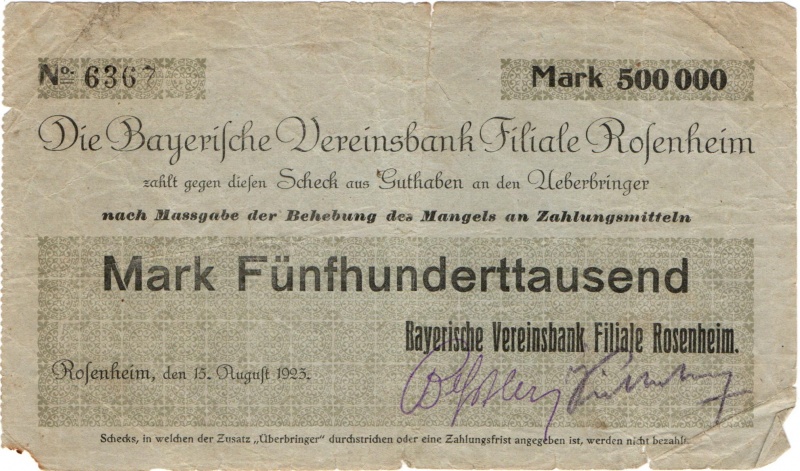 No. 6367
Mark 500 000
Die Bayeriſche Vereinsbank Filiale Roſenheim
zahlt gegen dieſen Scheck aus Guthaben an den Ueberbringer
nach Massgabe der Behebung des Mangels an Zahlungsmitteln
Mark Fünfhunderttausend
Bayerische Vereinsbank Filiale Rosenheim.
Roſenheim, den 15. Auguſt 1923.
Schecks, in welchen der Zusatz „Überbringer" durchstrichen oder eine Zahlungsfrist angegeben ist, werden nicht bezahlt.